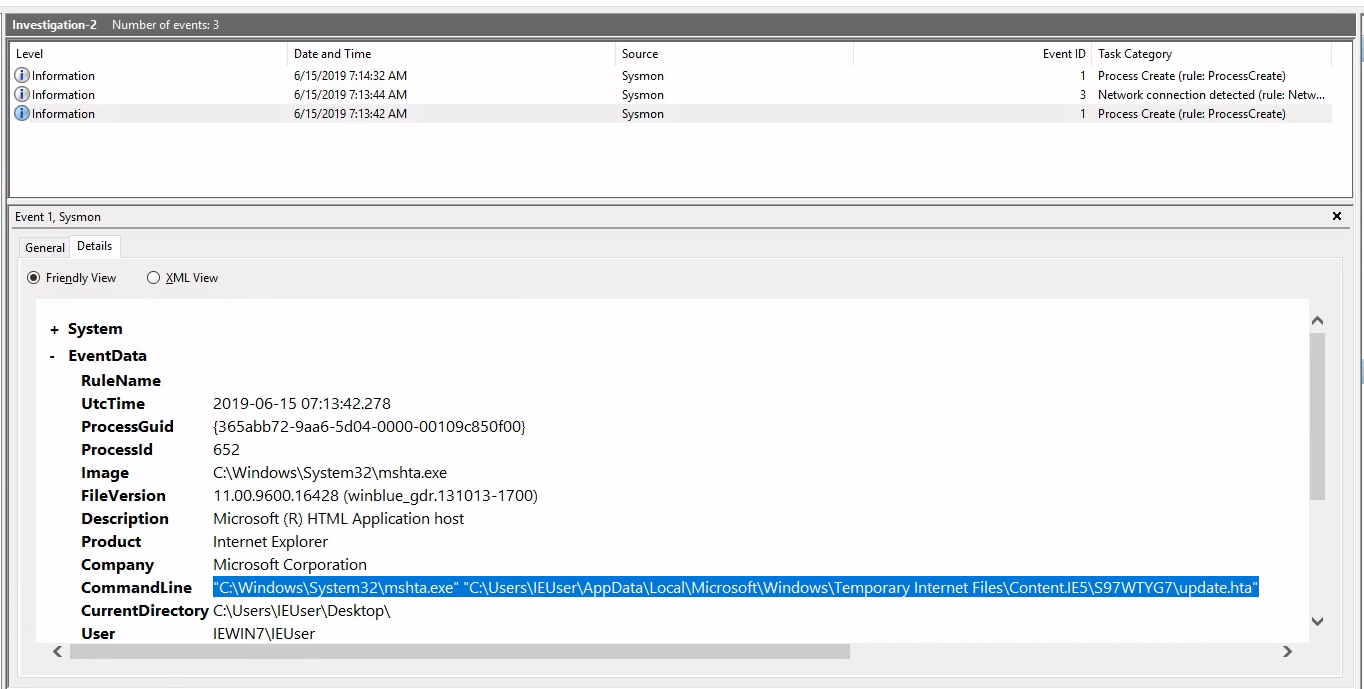 Investigation-2 Number of events: 3
Level Date and Time Source Event ID Task Category
Information 6/15/2019 7:14:32 AM Sysmon 1 Process Create (rule: ProcessCreate)
Information 6/15/2019 7:13:44 AM Sysmon 3 Network connection detected (rule: Netw...
Information 6/15/2019 7:13:42 AM Sysmon 1 Process Create (rule: ProcessCreate)
Event 1, Sysmon
General Details
Friendly View XML View
+ System
- EventData
RuleName
UtcTime 2019-06-15 07:13:42.278
ProcessGuid {365abb72-9aa6-5d04-0000-00109c850f00}
ProcessId 652
Image C:\Windows\System32\mshta.exe
FileVersion 11.00.9600.16428 (winblue_gdr.131013-1700)
Description Microsoft (R) HTML Application host
Product Internet Explorer
Company Microsoft Corporation
CommandLine "C:\Windows\System32\mshta.exe" "C:\Users\IEUser\AppData\Local\Microsoft\Windows\Temporary Internet Files\Content.IE5\S97WTYG7\update.hta"
CurrentDirectory C:\Users\IEUser\Desktop\
User IEWIN7\IEUser